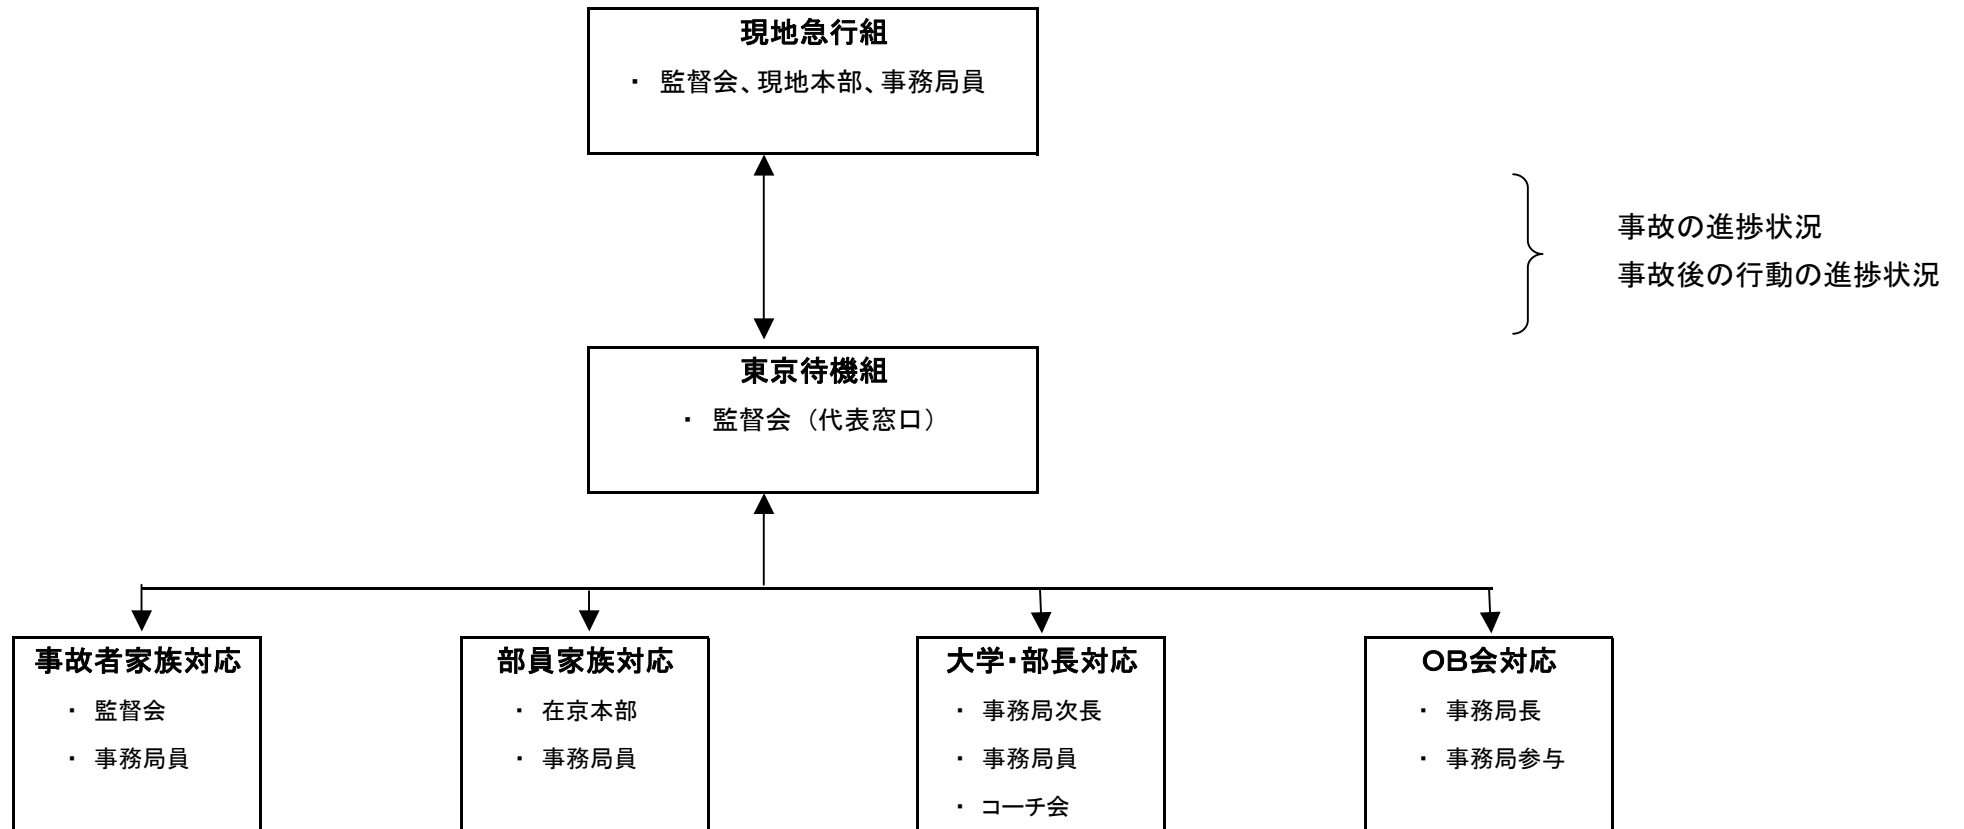 現地急行組
・ 監督会、現地本部、事務局員
事故の進捗状況
事故後の行動の進捗状況
東京待機組
・ 監督会（代表窓口）
事故者家族対応
・ 監督会
・ 事務局員
部員家族対応
・ 在京本部
・ 事務局員
大学・部長対応
・ 事務局次長
・ 事務局員
・ コーチ会
OB会対応
・ 事務局長
・ 事務局参与